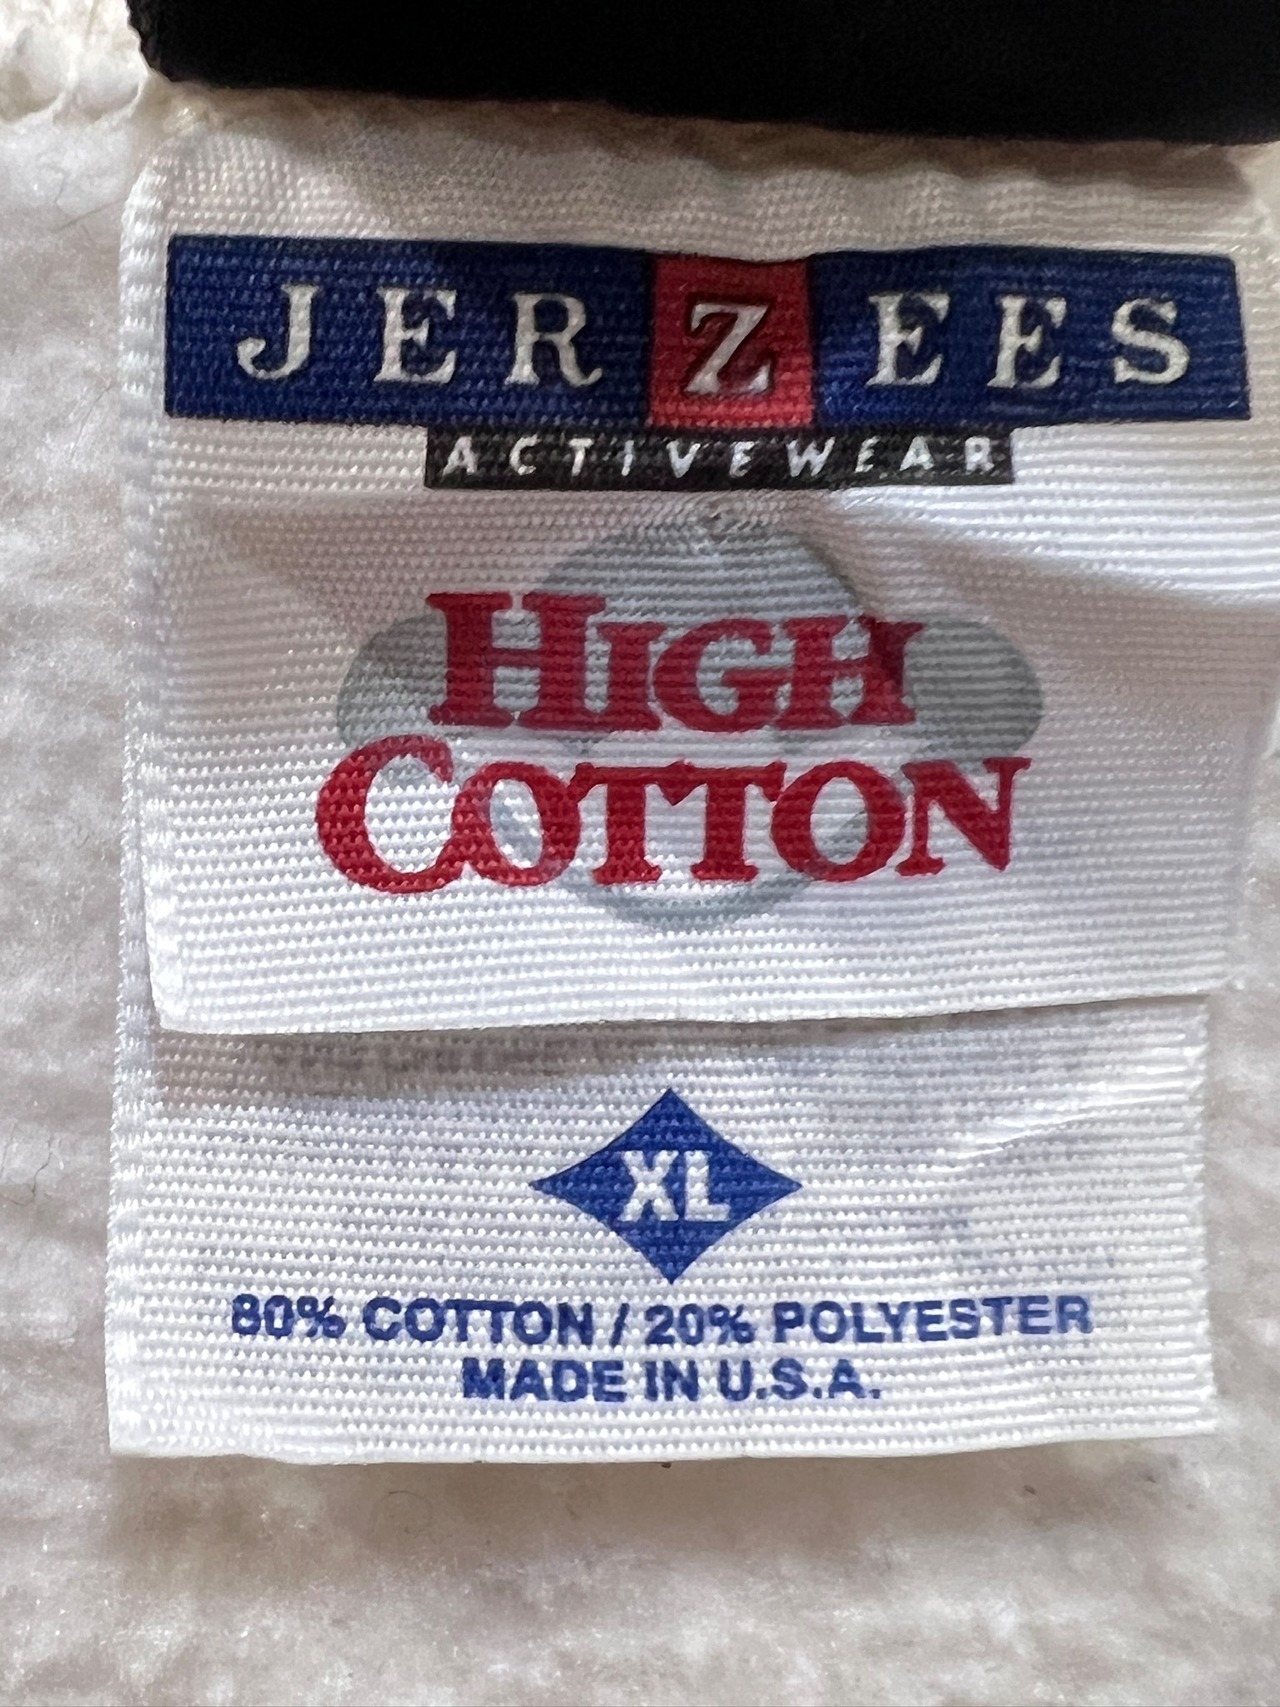 JERZEES
ACTIVEWEAR
HIGH
COTTON
XL
80% COTTON / 20% POLYESTER
MADE IN U.S.A.